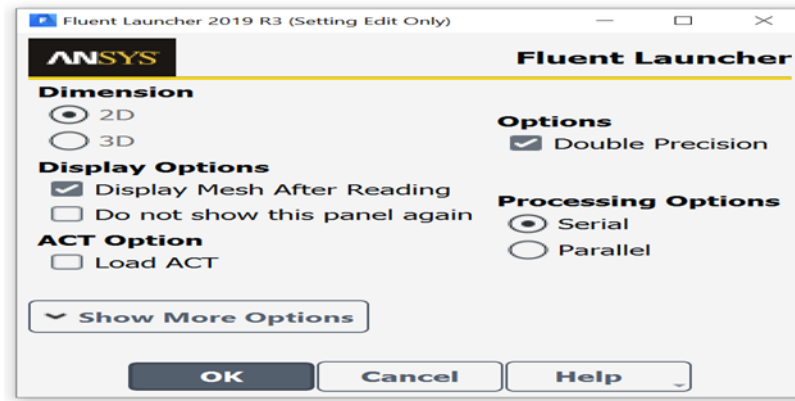 Fluent Launcher 2019 R3 (Setting Edit Only)
ANSYS
Fluent Launcher
Dimension
2D
3D
Display Options
Display Mesh After Reading
Do not show this panel again
ACT Option
Load ACT
Options
Double Precision
Processing Options
Serial
Parallel
Show More Options
OK
Cancel
Help